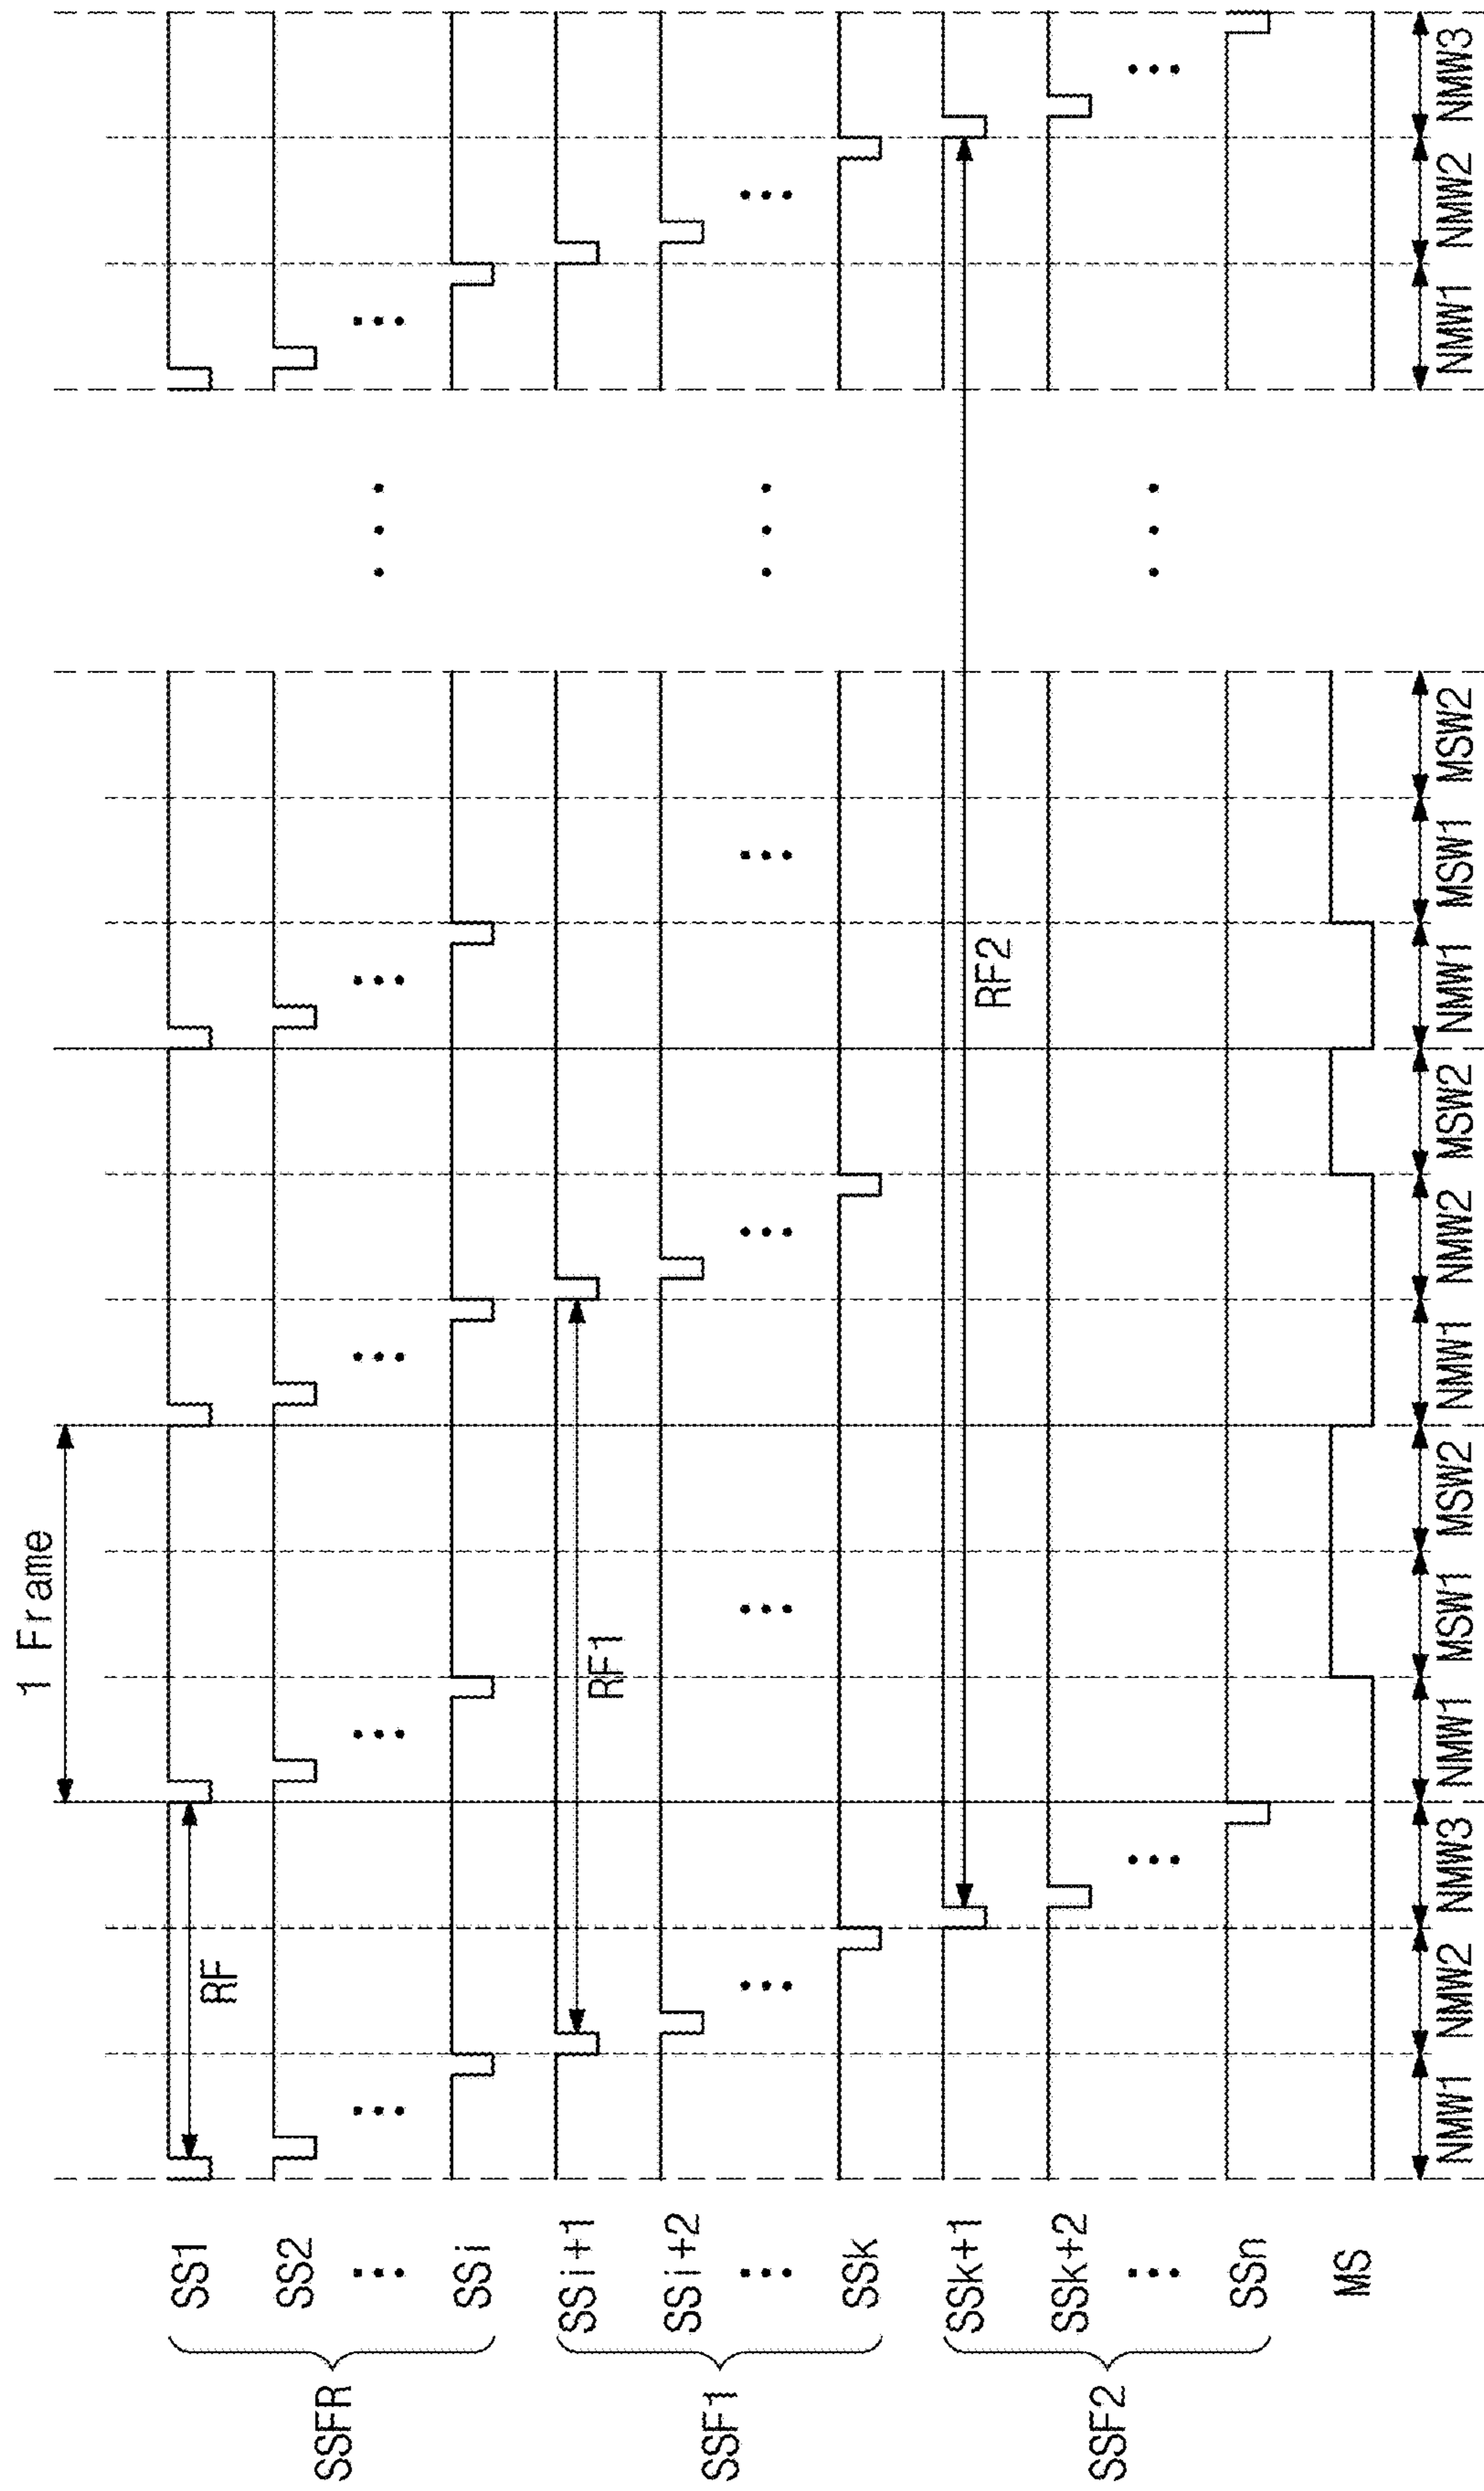 1 Frame
SSFR
SS1
SS2
SSi
RF
SSF1
SSi+1
SSi+2
SSk
RF1
SSF2
SSk+1
SSk+2
SSn
RF2
MS
NMW1 NMW2 NMW3 NMW1 MSW1 MSW2 NMW1 NMW2 MSW2 NMW1 MSW1 MSW2 NMW1 NMW2 NMW3